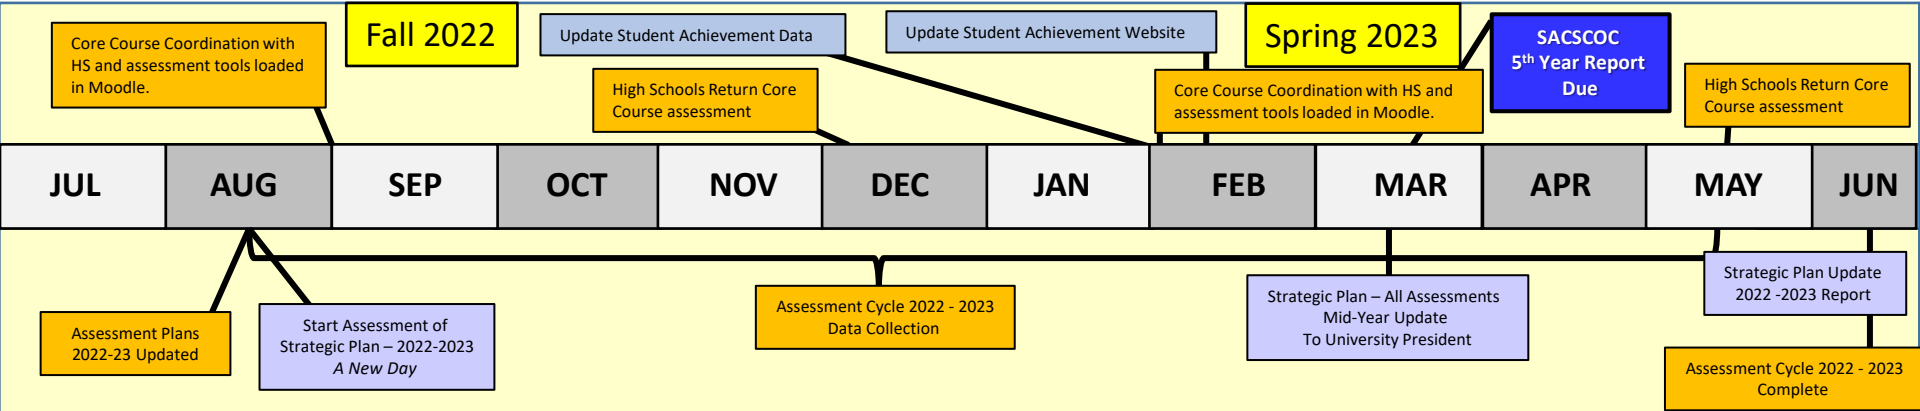 Core Course Coordination with
HS and assessment tools loaded
in Moodle.
Fall 2022
Update Student Achievement Data
High Schools Return Core
Course assessment
Update Student Achievement Website
Spring 2023
Core Course Coordination with HS and
assessment tools loaded in Moodle.
SACSCOC
5th Year Report
Due
High Schools Return Core
Course assessment
JUL
AUG
SEP
OCT
NOV
DEC
JAN
FEB
MAR
APR
MAY
JUN
Assessment Plans
2022-23 Updated
Start Assessment of
Strategic Plan – 2022-2023
A New Day
Assessment Cycle 2022 - 2023
Data Collection
Strategic Plan – All Assessments
Mid-Year Update
To University President
Strategic Plan Update
2022 -2023 Report
Assessment Cycle 2022 - 2023
Complete